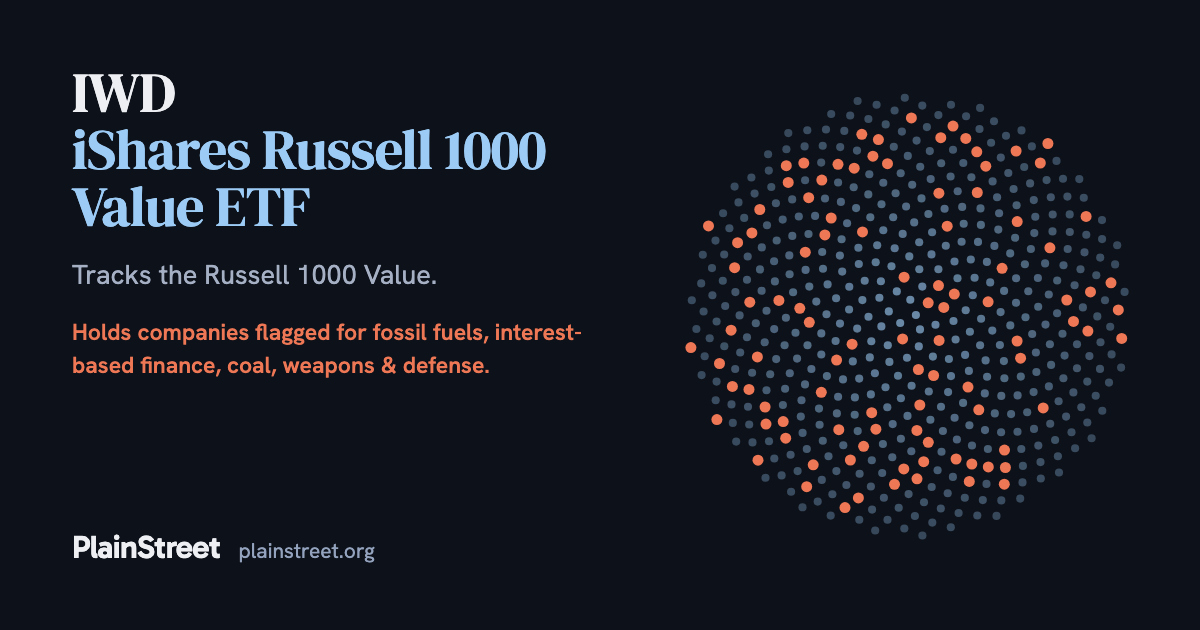 IWD
iShares Russell 1000
Value ETF
Tracks the Russell 1000 Value.
Holds companies flagged for fossil fuels, interest-
based finance, coal, weapons & defense.
PlainStreet plainstreet.org